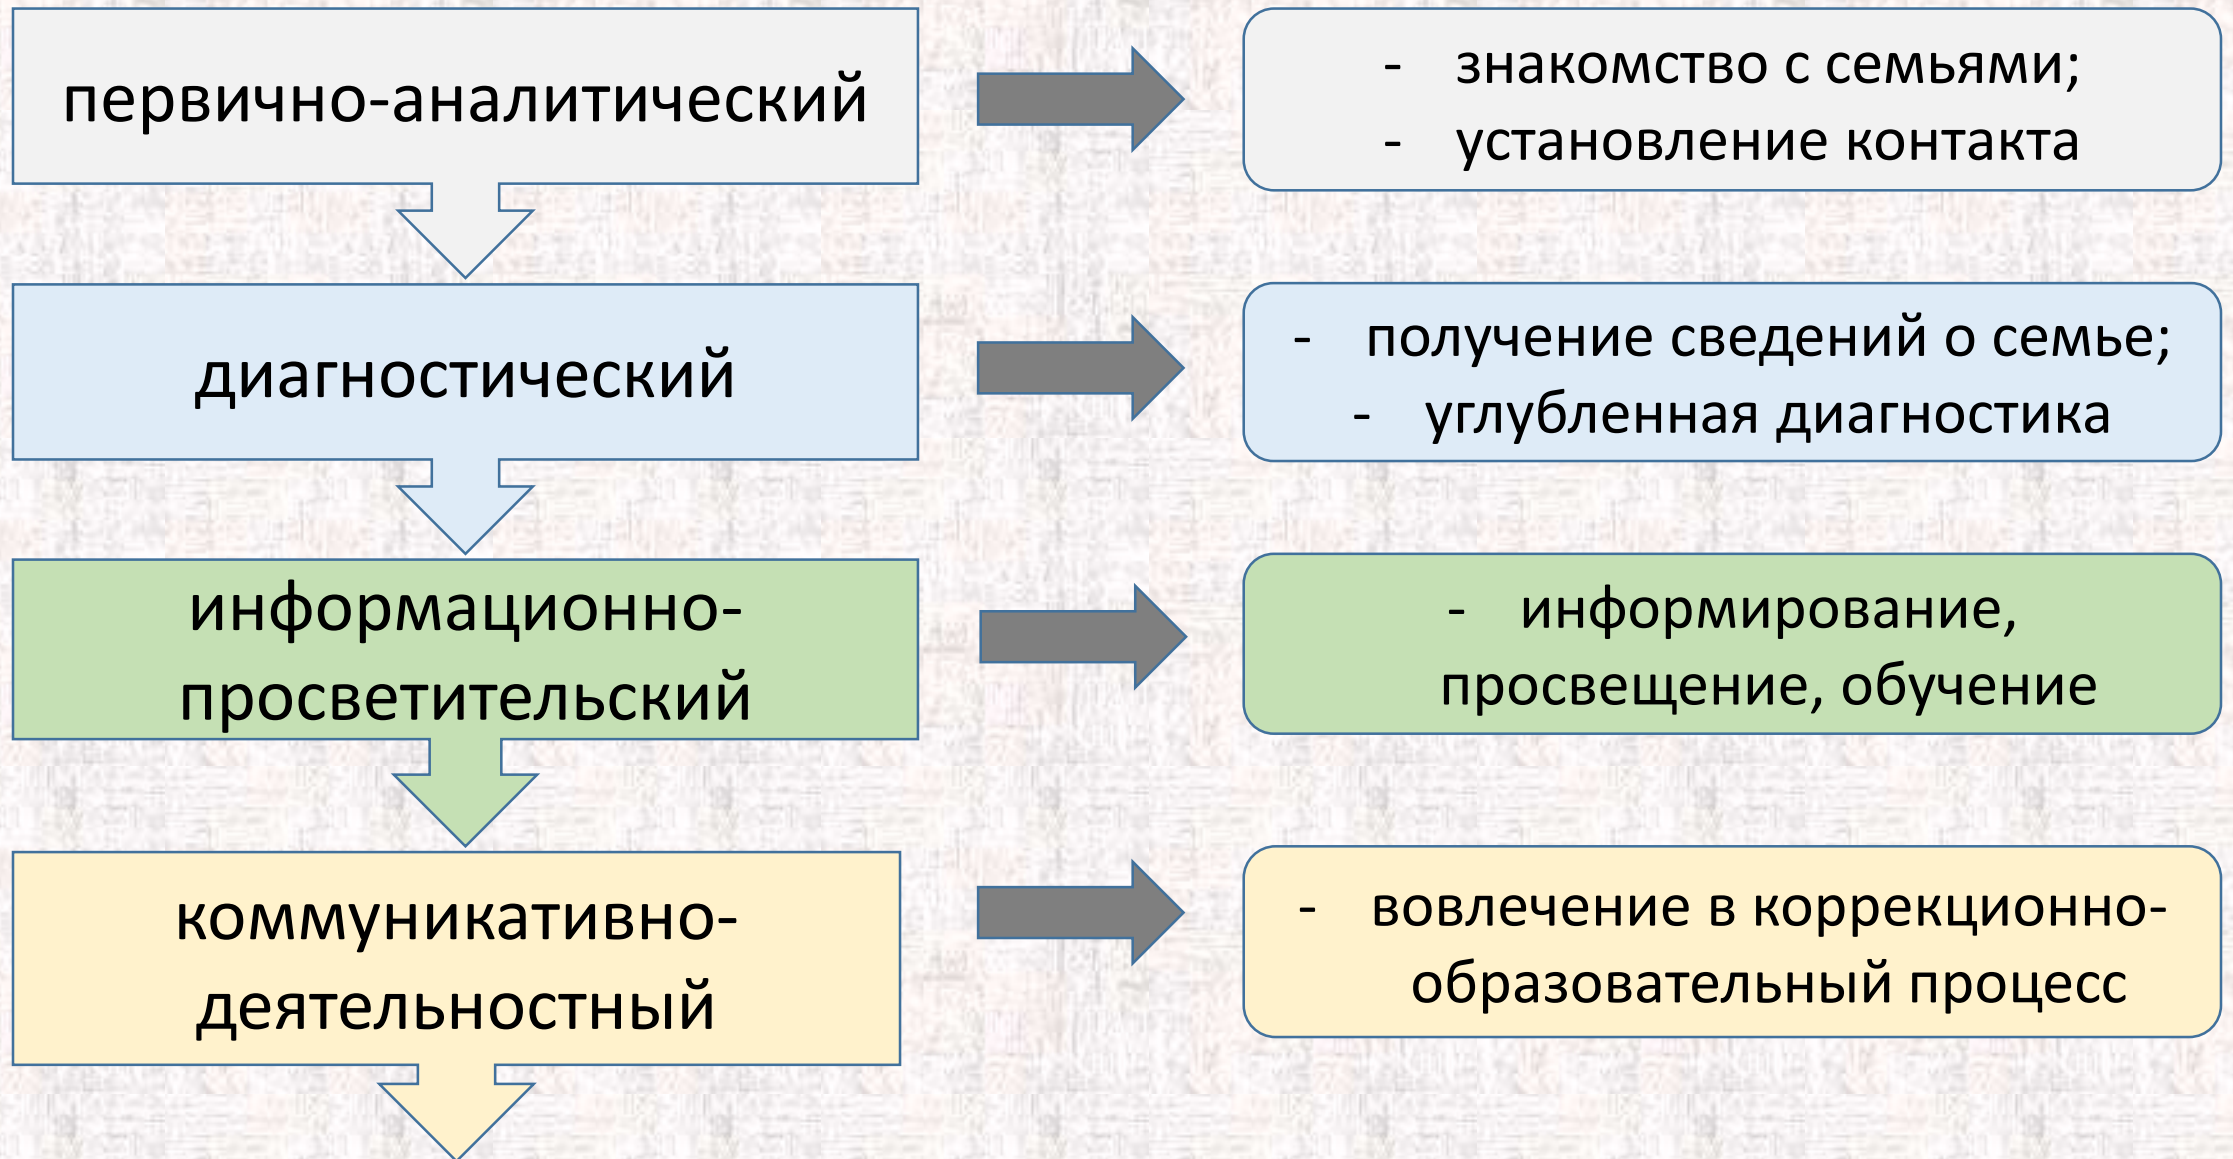 первично-аналитический
- знакомство с семьями;
- установление контакта
диагностический
- получение сведений о семье;
- углубленная диагностика
информационно-
просветительский
- информирование,
просвещение, обучение
коммуникативно-
деятельностный
- вовлечение в коррекционно-
образовательный процесс